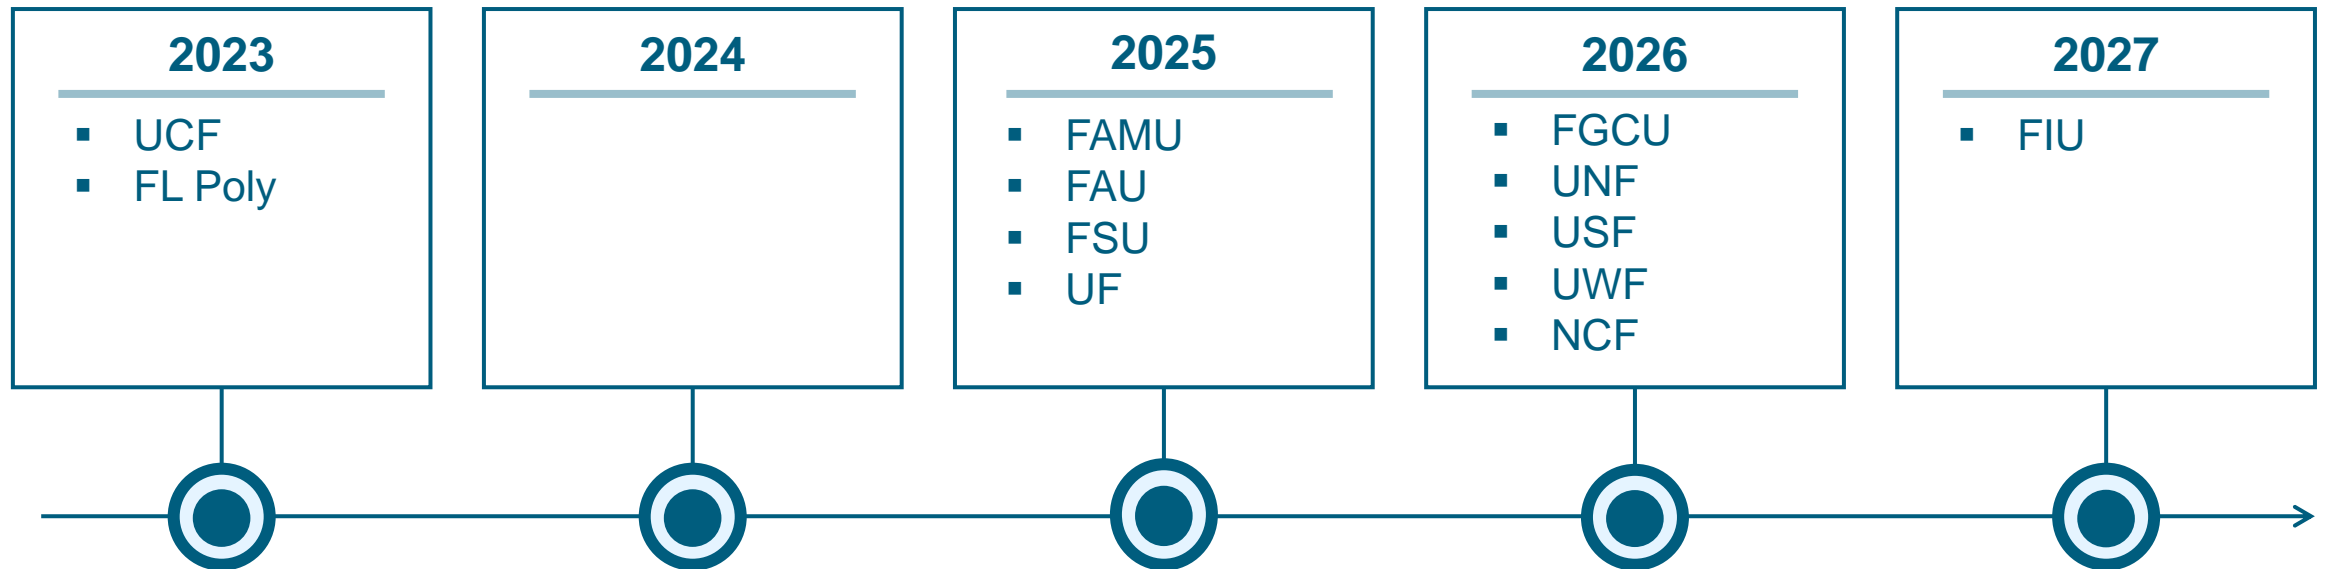 2023
▪ UCF
▪ FL Poly
2024
2025
▪ FAMU
▪ FAU
▪ FSU
▪ UF
2026
▪ FGCU
▪ UNF
▪ USF
▪ UWF
▪ NCF
2027
▪ FIU